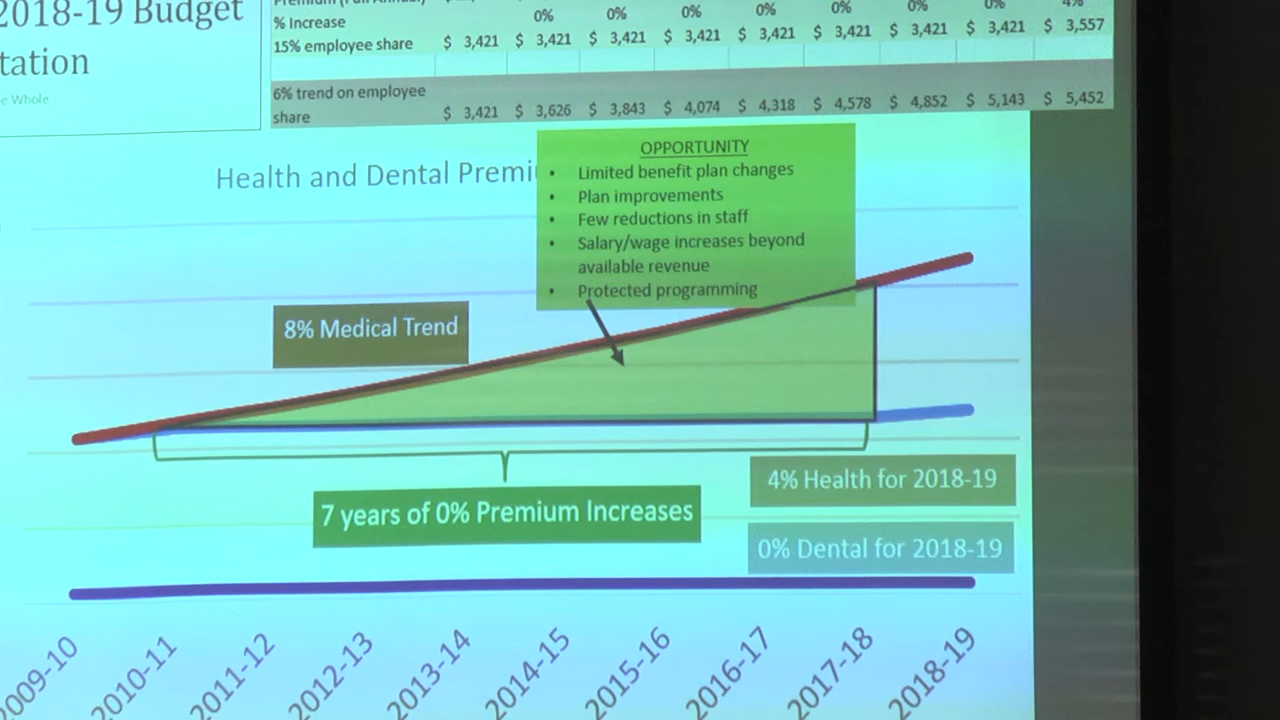 2018-19 Budget
tation
e Whole
% Increase 0% 0% 0% 0% 0% 0% 0% 4%
15% employee share $ 3,421 $ 3,421 $ 3,421 $ 3,421 $ 3,421 $ 3,421 $ 3,421 $ 3,421 $ 3,557
6% trend on employee
share $ 3,421 $ 3,626 $ 3,843 $ 4,074 $ 4,318 $ 4,578 $ 4,852 $ 5,143 $ 5,452
Health and Dental Premi
OPPORTUNITY
• Limited benefit plan changes
• Plan improvements
• Few reductions in staff
• Salary/wage increases beyond
available revenue
• Protected programming
8% Medical Trend
7 years of 0% Premium Increases
4% Health for 2018-19
0% Dental for 2018-19
2009-10
2010-11
2011-12
2012-13
2013-14
2014-15
2015-16
2016-17
2017-18
2018-19